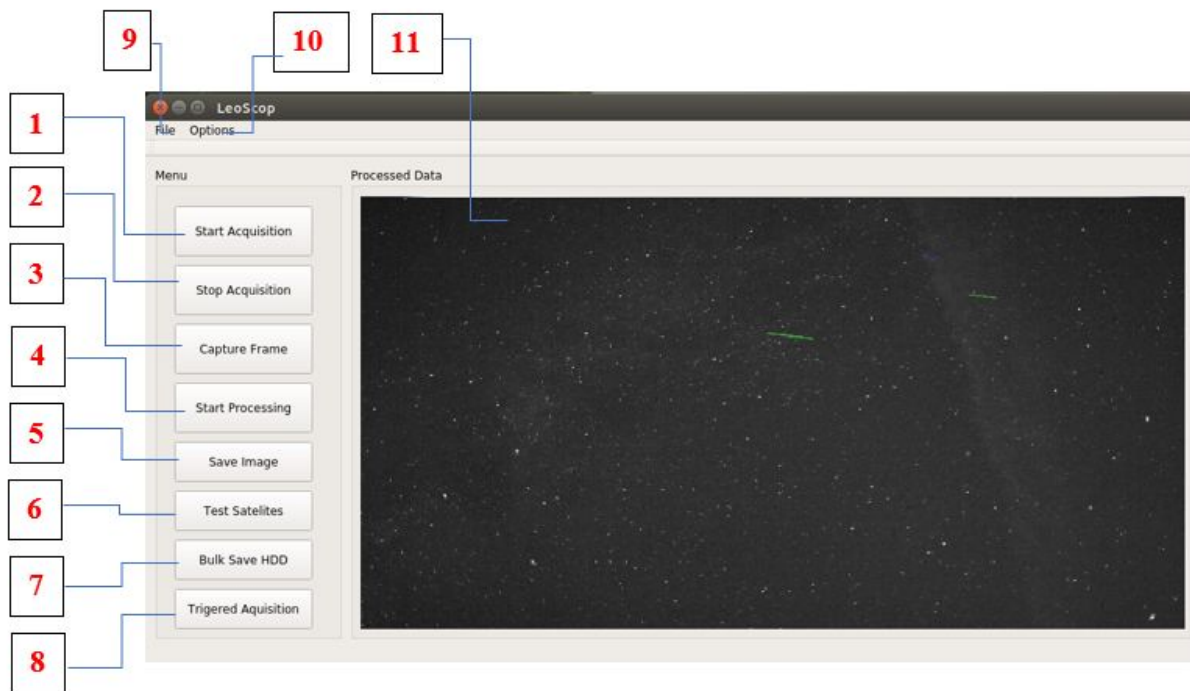 9
10
11
1
LeoScop
File Options
2
Menu
Processed Data
Start Acquisition
3
Stop Acquisition
4
Capture Frame
Start Processing
5
Save Image
6
Test Satelites
7
Bulk Save HDD
8
Trigered Aquisition